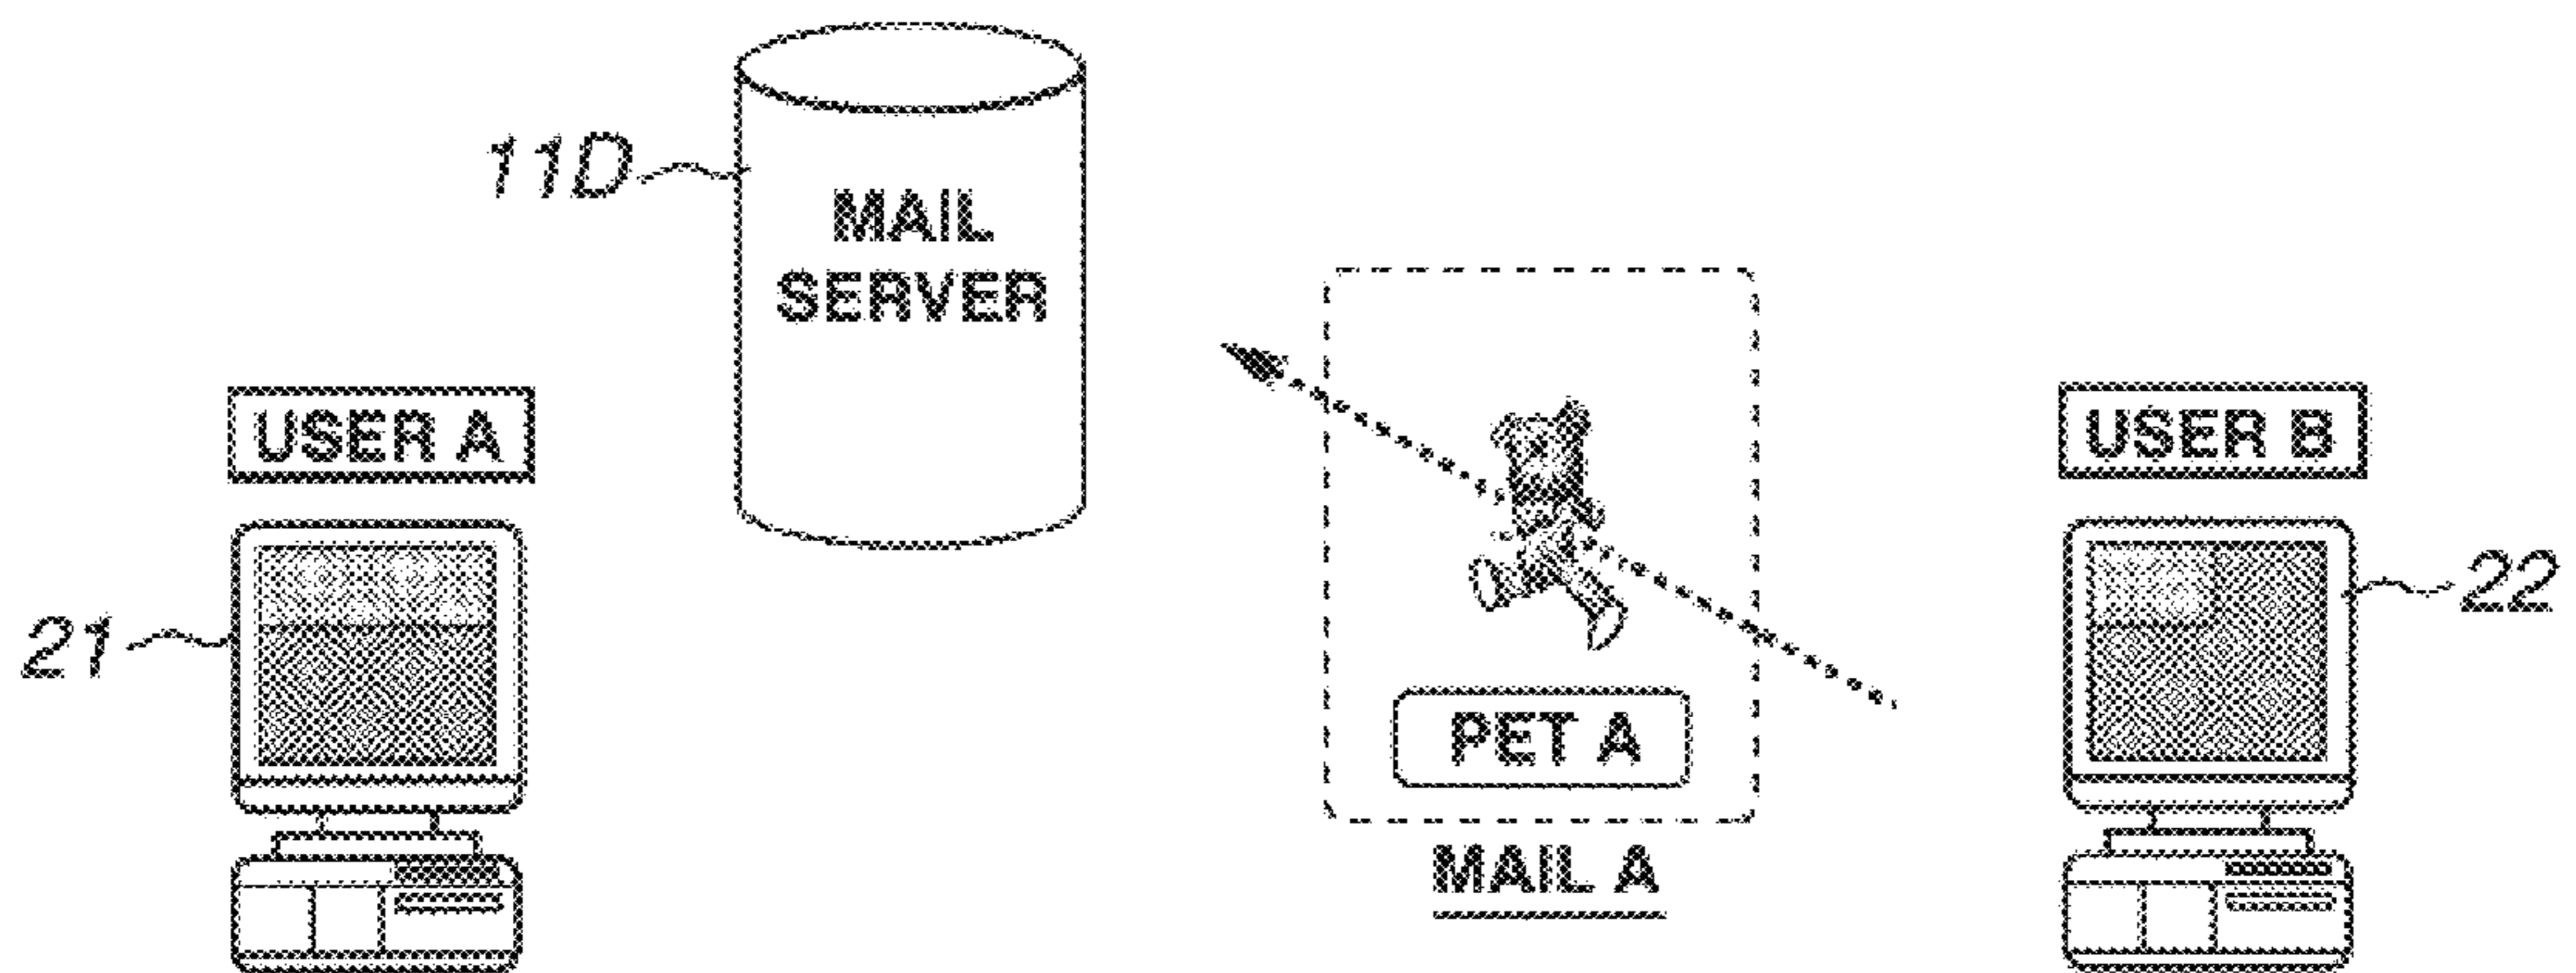 11D
MAIL
SERVER
USER A
USER B
21
22
PET A
MAIL A